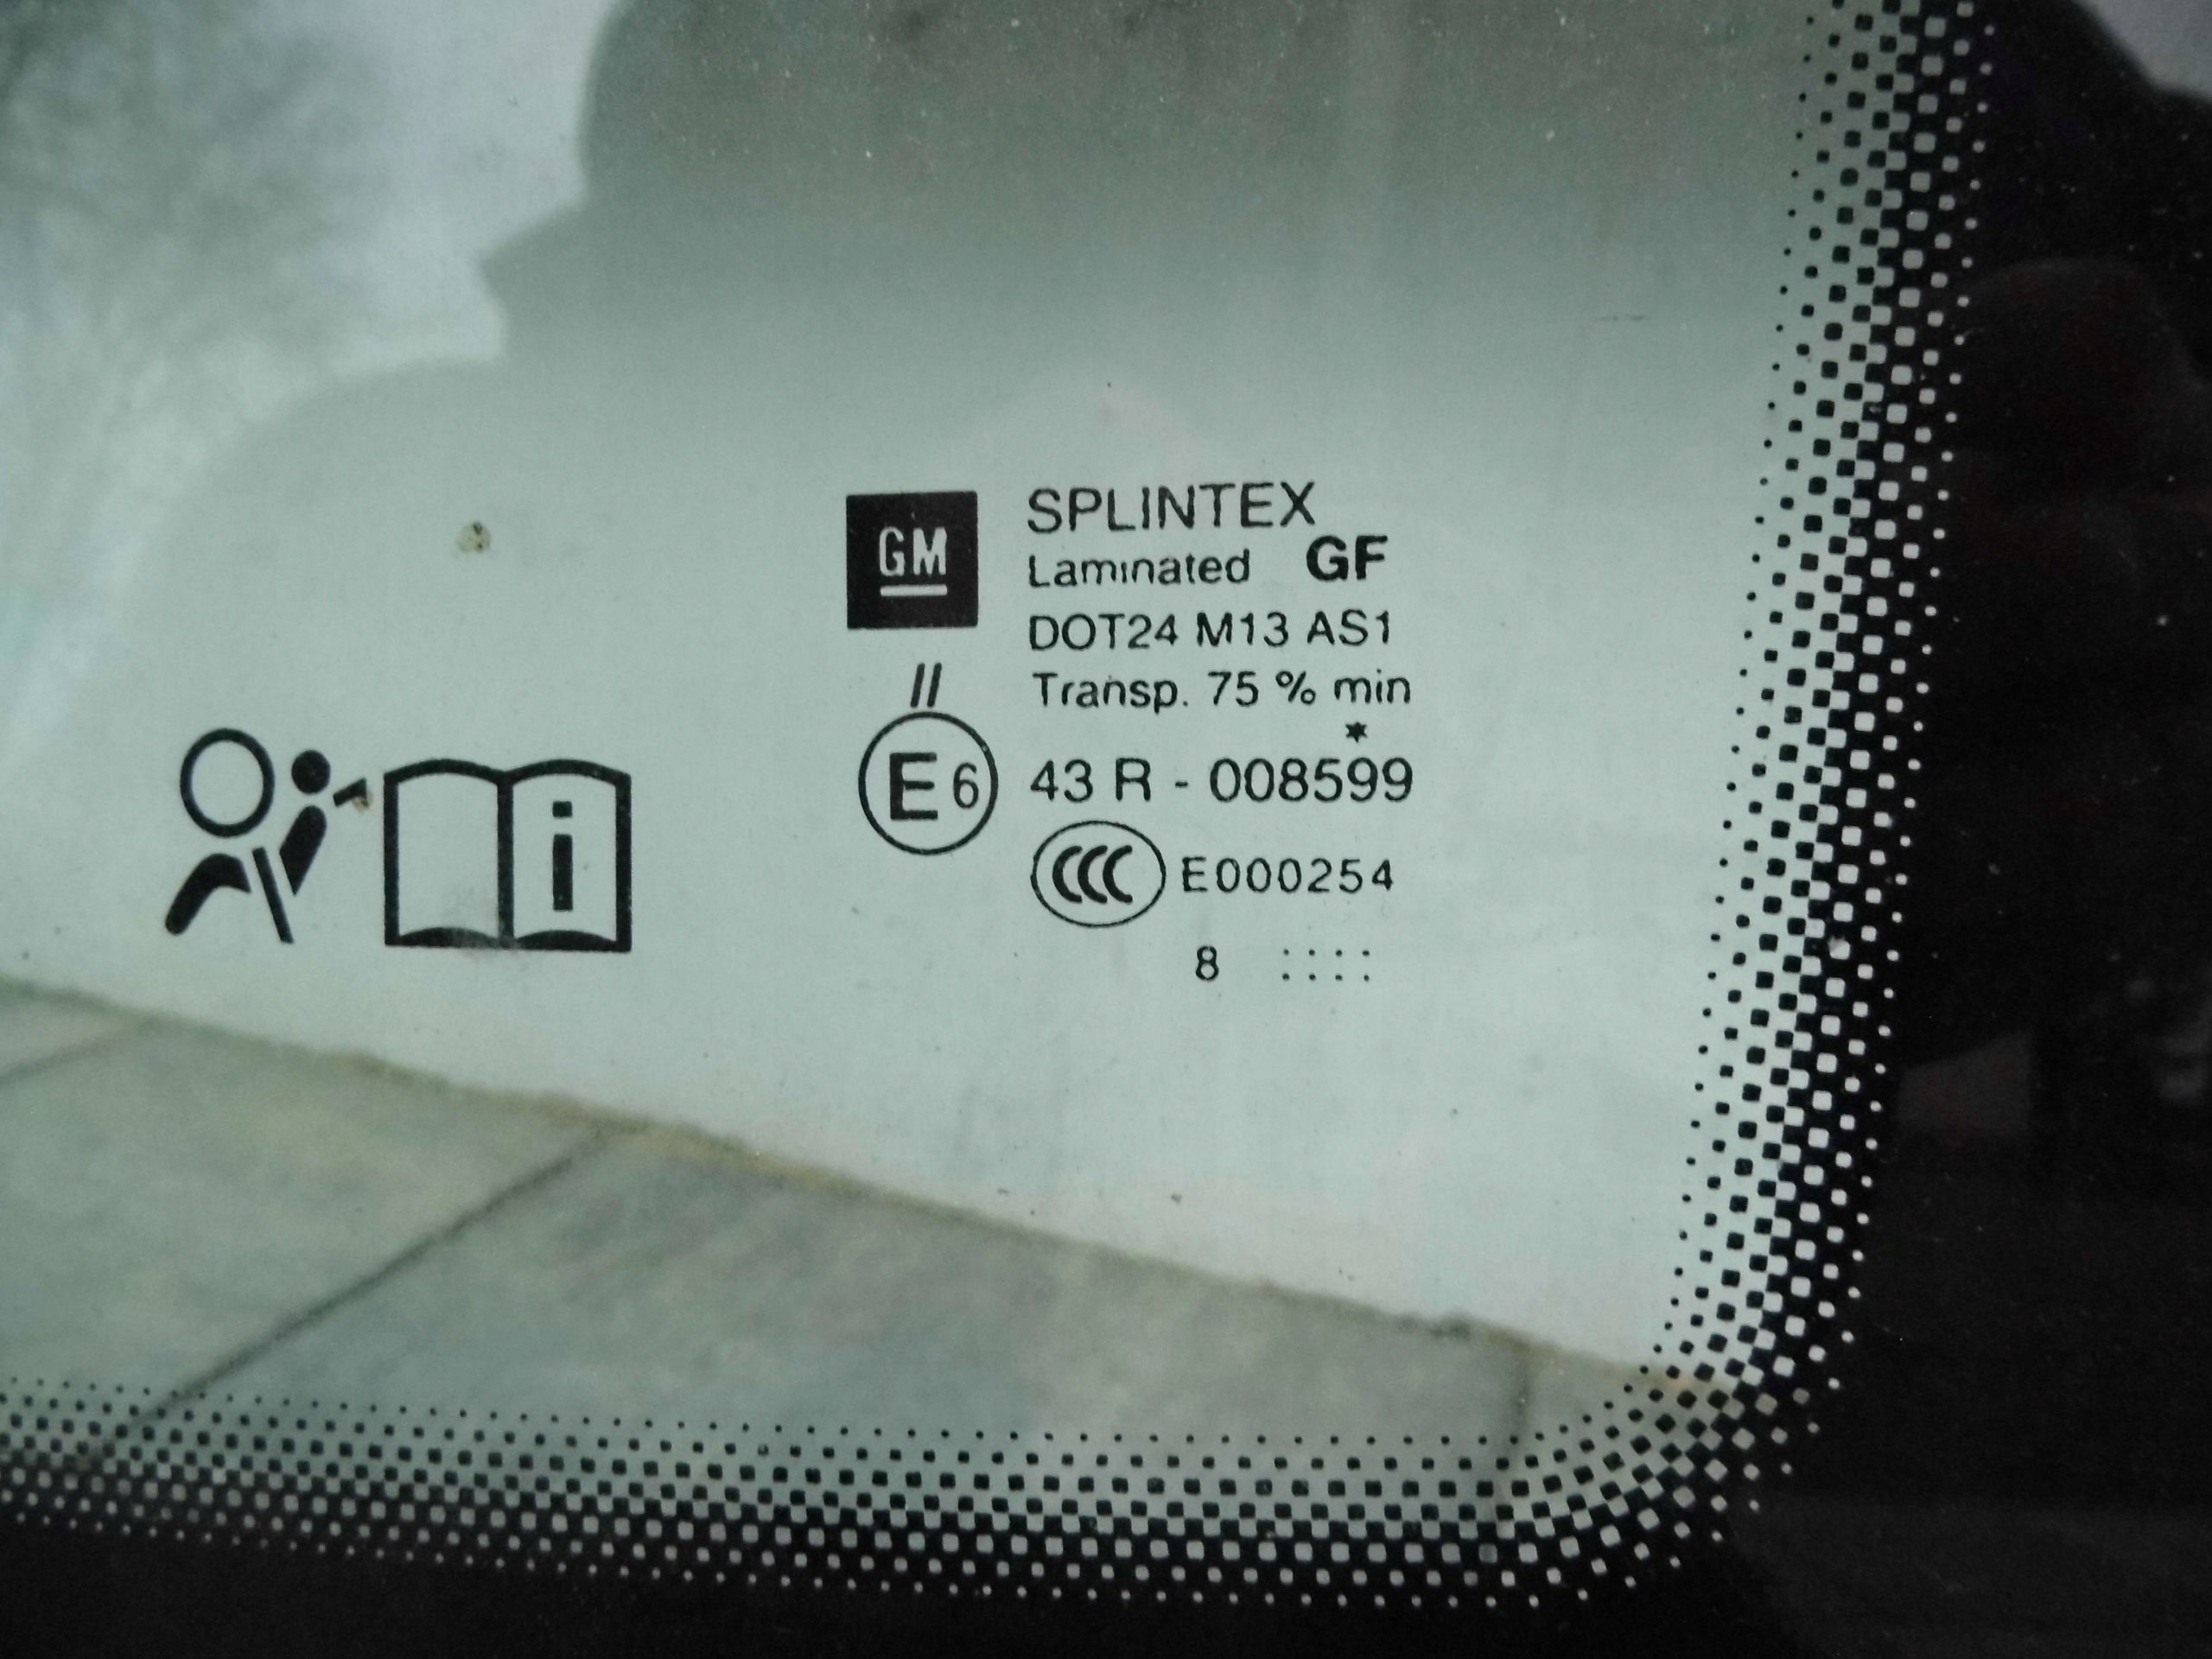 GM
SPLINTEX
Laminated GF
DOT24 M13 AS1
// Transp. 75 % min
*
E6 43 R - 008599
i
CCC E000254
8 ::::